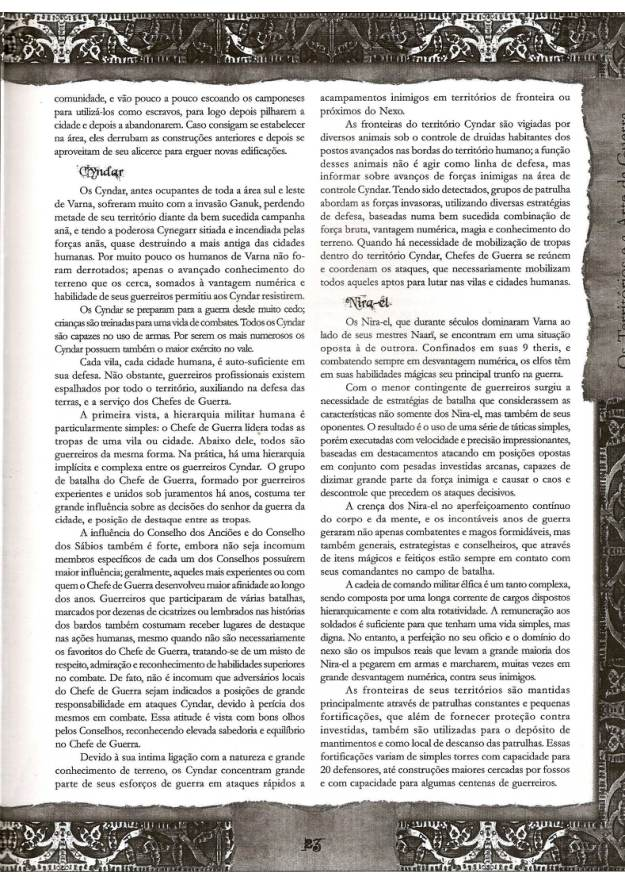 comunidade, e vão pouco a pouco escoando os camponeses
para utilizá-los como escravos, para logo depois pilharem a
cidade e depois a abandonarem. Caso consigam se estabelecer
na área, eles derrubam as construções anteriores e depois se
aproveitam de seu alicerce para erguer novas edificações.
Cyndar
Os Cyndar, antes ocupantes de toda a área sul e leste
de Varna, sofreram muito com a invasão Ganuk, perdendo
metade de seu território diante da bem sucedida campanha
anã, e tendo a poderosa Cynegarr sitiada e incendiada pelas
forças anãs, quase destruindo a mais antiga das cidades
humanas. Por muito pouco os humanos de Varna não fo-
ram derrotados; apenas o avançado conhecimento do
terreno que os cerca, somados à vantagem numérica e
habilidade de seus guerreiros permitiu aos Cyndar resistirem.
Os Cyndar se preparam para a guerra desde muito cedo;
crianças são treinadas para uma vida de combates. Todos os Cyndar
são capazes no uso de armas. Por serem os mais numerosos os
Cyndar possuem também o maior exército no vale.
Cada vila, cada cidade humana, é auto-suficiente em
sua defesa. Não obstante, guerreiros profissionais existem
espalhados por todo o território, auxiliando na defesa das
terras, e a serviço dos Chefes de Guerra.
A primeira vista, a hierarquia militar humana é
particularmente simples: o Chefe de Guerra lidera todas as
tropas de uma vila ou cidade. Abaixo dele, todos são
guerreiros da mesma forma. Na prática, há uma hierarquia
implícita e complexa entre os guerreiros Cyndar. O grupo
de batalha do Chefe de Guerra, formado por guerreiros
experientes e unidos sob juramentos há anos, costuma ter
grande influência sobre as decisões do senhor da guerra da
cidade, e posição de destaque entre as tropas.
A influência do Conselho dos Anciões e do Conselho
dos Sábios também é forte, embora não seja incomum
membros específicos de cada um dos Conselhos possuírem
maior influência; geralmente, aqueles mais experientes ou com
quem o Chefe de Guerra desenvolveu maior afinidade ao longo
dos anos. Guerreiros que participaram de várias batalhas,
marcados por dezenas de cicatrizes ou lembrados nas histórias
dos bardos também costumam receber lugares de destaque
nas ações humanas, mesmo quando não são necessariamente
os favoritos do Chefe de Guerra, tratando-se de um misto de
respeito, admiração e reconhecimento de habilidades superiores
no combate. De fato, não é incomum que adversários locais
do Chefe de Guerra sejam indicados a posições de grande
responsabilidade em ataques Cyndar, devido à perícia dos
mesmos em combate. Essa atitude é vista com bons olhos
pelos Conselhos, reconhecendo elevada sabedoria e equilíbrio
no Chefe de Guerra.
Devido à sua intima ligação com a natureza e grande
conhecimento de terreno, os Cyndar concentram grande
parte de seus esforços de guerra em ataques rápidos a
acampamentos inimigos em territórios de fronteira ou
próximos do Nexo.
As fronteiras do território Cyndar são vigiadas por
diversos animais sob o controle de druidas habitantes dos
postos avançados nas bordas do território humano; a função
desses animais não é agir como linha de defesa, mas
informar sobre avanços de forças inimigas na área de
controle Cyndar. Tendo sido detectados, grupos de patrulha
abordam as forças invasoras, utilizando diversas estratégias
de defesa, baseadas numa bem sucedida combinação de
força bruta, vantagem numérica, magia e conhecimento do
terreno. Quando há necessidade de mobilização de tropas
dentro do território Cyndar, Chefes de Guerra se reúnem
e coordenam os ataques, que necessariamente mobilizam
todos aqueles aptos para lutar nas vilas e cidades humanas.
Nira-el
Os Nira-el, que durante séculos dominaram Varna ao
lado de seus mestres Naarî, se encontram em uma situação
oposta à de outrora. Confinados em suas 9 theris, e
combatendo sempre em desvantagem numérica, os elfos têm
em suas habilidades mágicas seu principal trunfo na guerra.
Com o menor contingente de guerreiros surgiu a
necessidade de estratégias de batalha que considerassem as
características não somente dos Nira-el, mas também de seus
oponentes. O resultado é o uso de uma série de táticas simples,
porém executadas com velocidade e precisão impressionantes,
baseadas em destacamentos atacando em posições opostas
em conjunto com pesadas investidas arcanas, capazes de
dizimar grande parte da força inimiga e causar o caos e
descontrole que precedem os ataques decisivos.
A crença dos Nira-el no aperfeiçoamento contínuo
do corpo e da mente, e os incontáveis anos de guerra
geraram não apenas combatentes e magos formidáveis, mas
também generais, estrategistas e conselheiros, que através
de itens mágicos e feitiços estão sempre em contato com
seus comandantes no campo de batalha.
A cadeia de comando militar élfica é um tanto complexa,
sendo composta por uma longa corrente de cargos dispostos
hierarquicamente e com alta rotatividade. A remuneração aos
soldados é suficiente para que tenham uma vida simples, mas
digna. No entanto, a perfeição no seu ofício e o domínio do
nexo são os impulsos reais que levam a grande maioria dos
Nira-el a pegarem em armas e marcharem, muitas vezes em
grande desvantagem numérica, contra seus inimigos.
As fronteiras de seus territórios são mantidas
principalmente através de patrulhas constantes e pequenas
fortificações, que além de fornecer proteção contra
investidas, também são utilizadas para o depósito de
mantimentos e como local de descanso das patrulhas. Essas
fortificações variam de simples torres com capacidade para
20 defensores, até construções maiores cercadas por fossos
e com capacidade para algumas centenas de guerreiros.